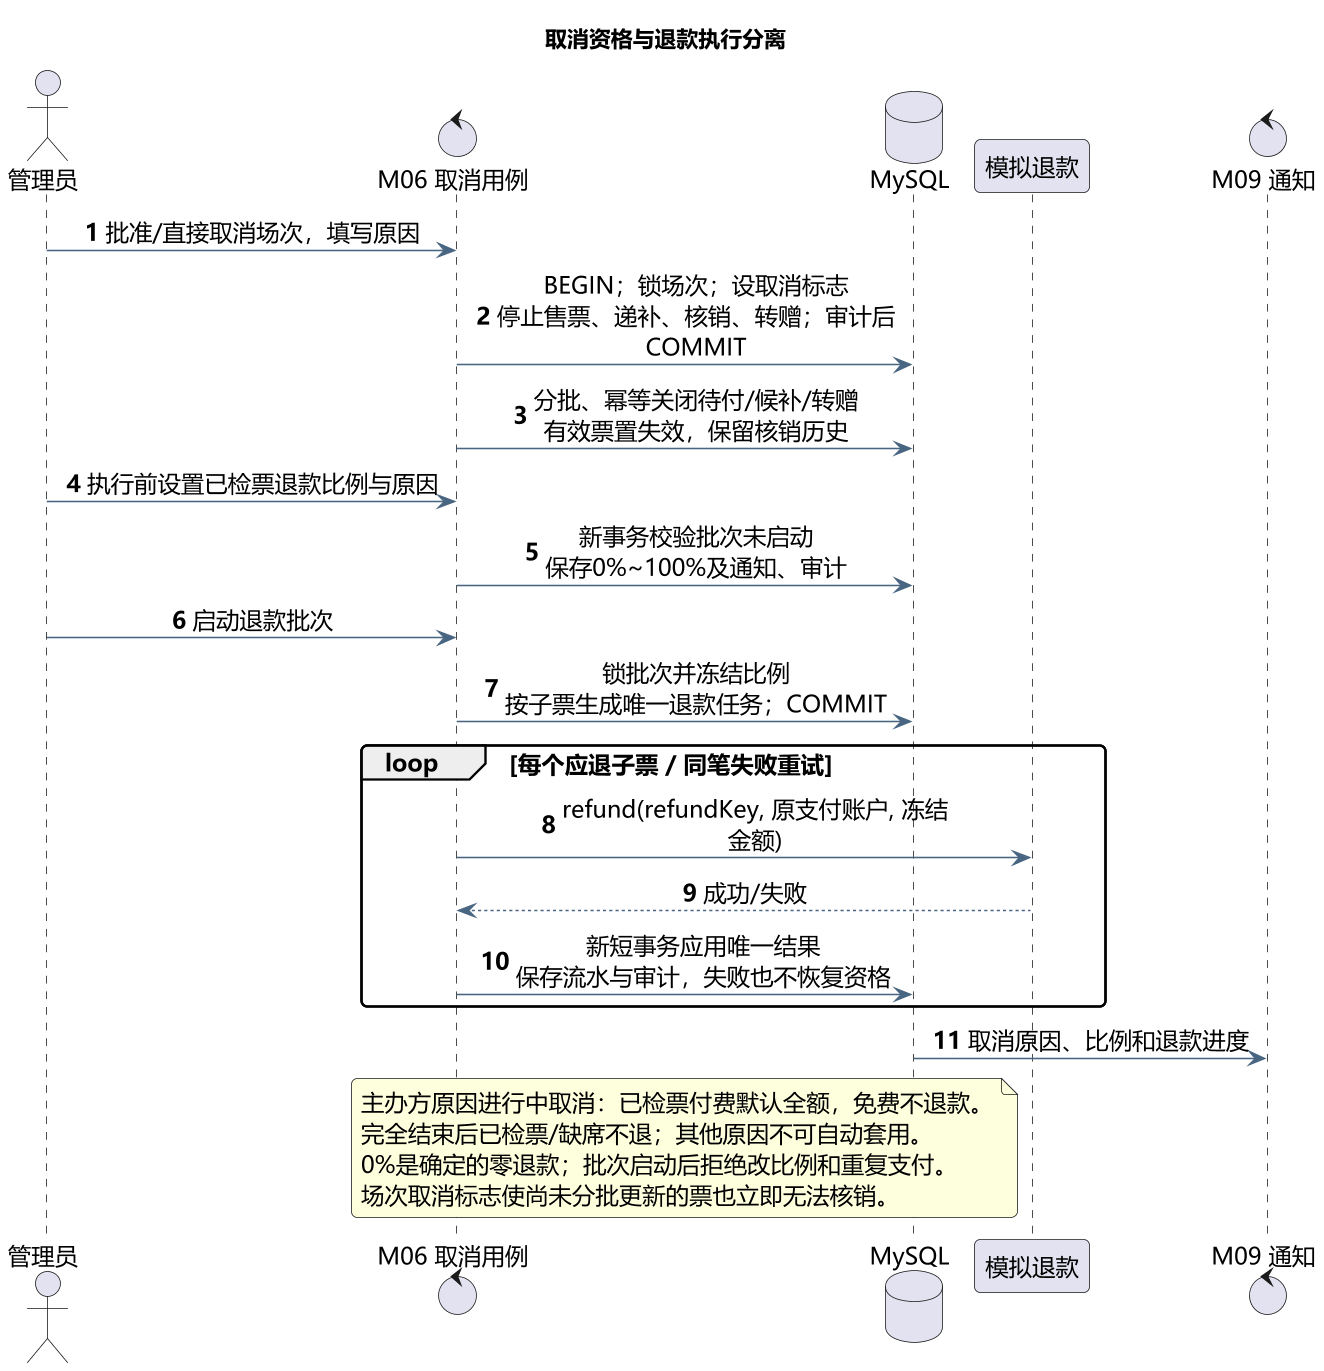 取消资格与退款执行分离
管理员
M06 取消用例
MySQL
模拟退款
M09 通知
1 批准/直接取消场次，填写原因
BEGIN；锁场次；设取消标志
2 停止售票、递补、核销、转赠；审计后
COMMIT
3 分批、幂等关闭待付/候补/转赠
有效票置失效，保留核销历史
4 执行前设置已检票退款比例与原因
新事务校验批次未启动
5 保存0%~100%及通知、审计
6 启动退款批次
锁批次并冻结比例
7 按子票生成唯一退款任务；COMMIT
loop [每个应退子票 / 同笔失败重试]
8 refund(refundKey, 原支付账户, 冻结
金额)
9 成功/失败
新短事务应用唯一结果
10 保存流水与审计，失败也不恢复资格
11 取消原因、比例和退款进度
主办方原因进行中取消：已检票付费默认全额，免费不退款。
完全结束后已检票/缺席不退；其他原因不可自动套用。
0%是确定的零退款；批次启动后拒绝改比例和重复支付。
场次取消标志使尚未分批更新的票也立即无法核销。
管理员
M06 取消用例
MySQL
模拟退款
M09 通知